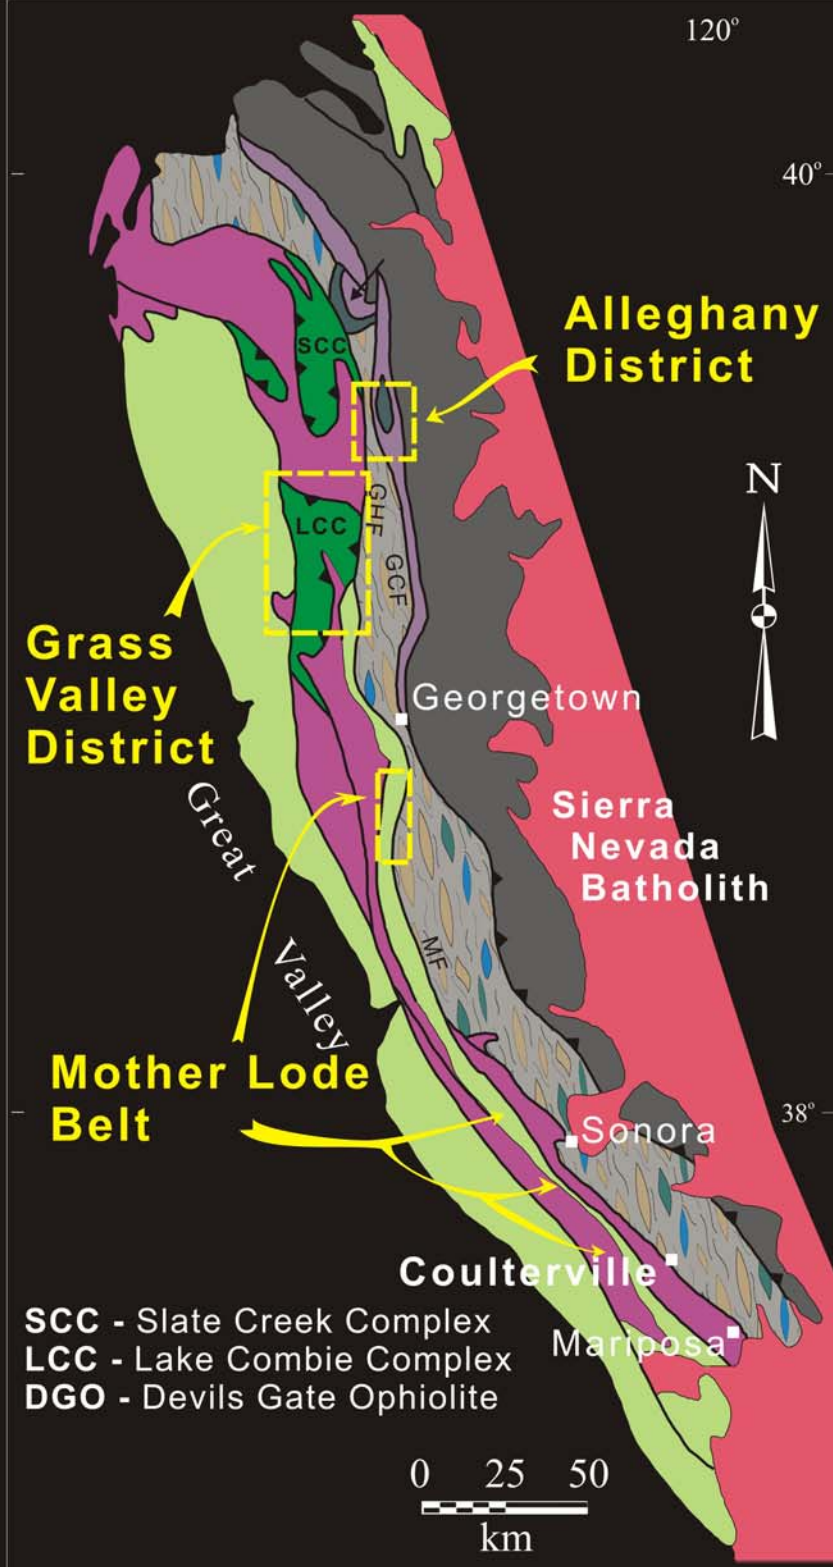 120°
40°
Alleghany
District
SCC
N
GHF
LCC
GCF
Grass
Valley
District
Georgetown
Great
Valley
Sierra
Nevada
Batholith
MF
Mother Lode
Belt
38°
Sonora
Coulterville
Mariposa
SCC - Slate Creek Complex
LCC - Lake Combie Complex
DGO - Devils Gate Ophiolite
0 25 50
km